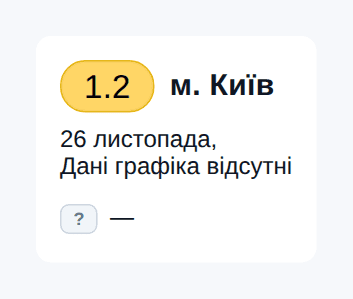 1.2 м. Київ
26 листопада,
Дані графіка відсутні
? —